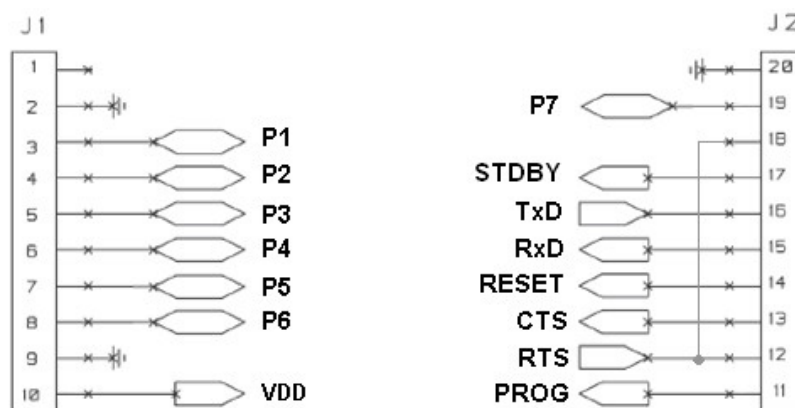 J1
J2
1
2
3 P1
4 P2
5 P3
6 P4
7 P5
8 P6
9
10 VDD
20
P7 19
18
STDBY 17
TxD 16
RxD 15
RESET 14
CTS 13
RTS 12
PROG 11